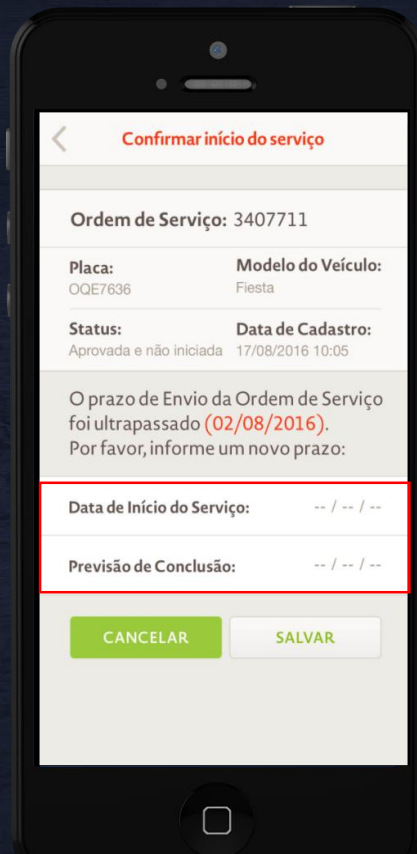 Confirmar início do serviço
Ordem de Serviço: 3407711
Placa: Modelo do Veículo:
OQE7636 Fiesta
Status: Data de Cadastro:
Aprovada e não iniciada 17/08/2016 10:05
O prazo de Envio da Ordem de Serviço
foi ultrapassado (02/08/2016).
Por favor, informe um novo prazo:
Data de Início do Serviço: -- / -- / --
Previsão de Conclusão: -- / -- / --
CANCELAR SALVAR